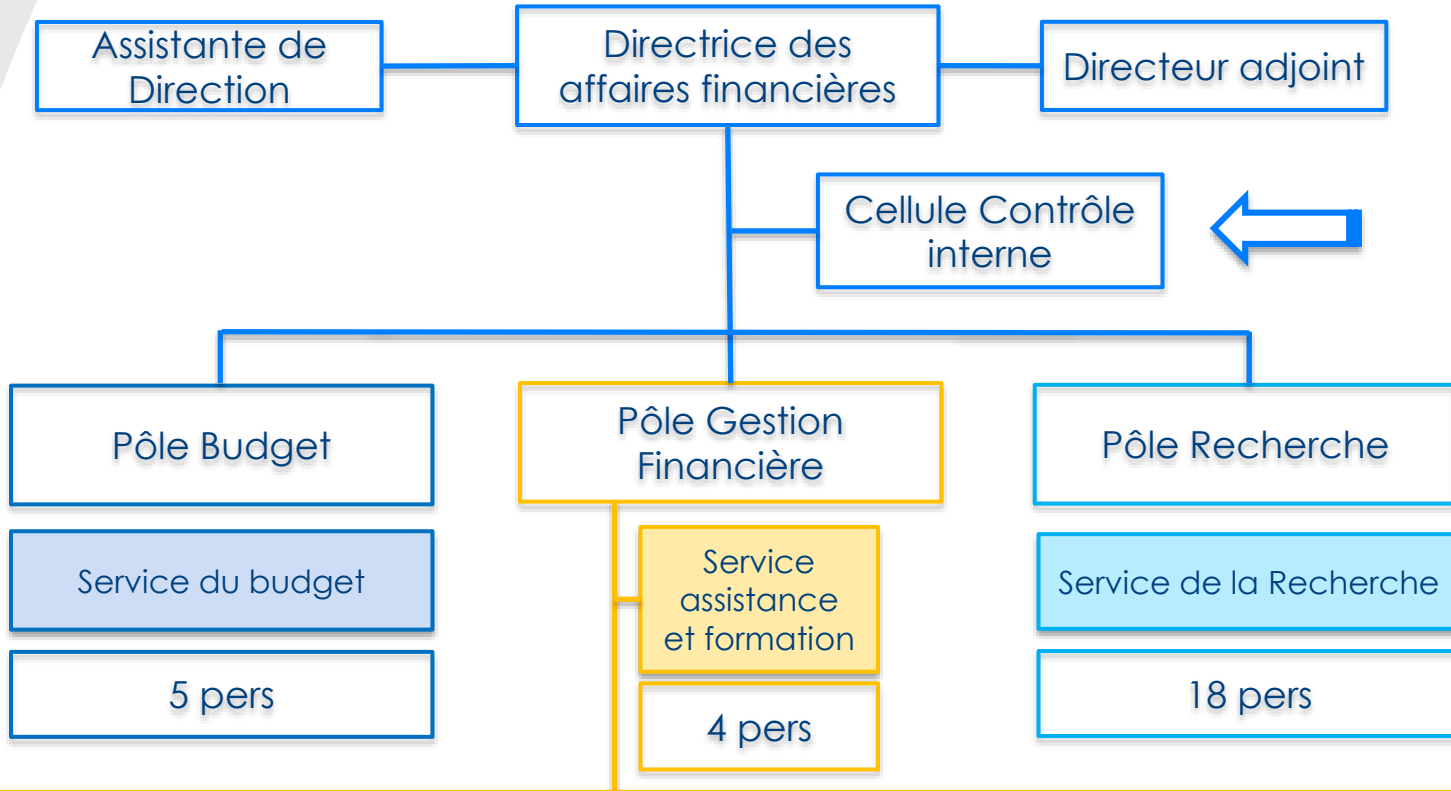 Assistante de
Direction
Directrice des
affaires financières
Directeur adjoint
Cellule Contrôle
interne
Pôle Budget
Pôle Gestion
Financière
Pôle Recherche
Service du budget
Service
assistance
et formation
Service de la Recherche
5 pers
4 pers
18 pers